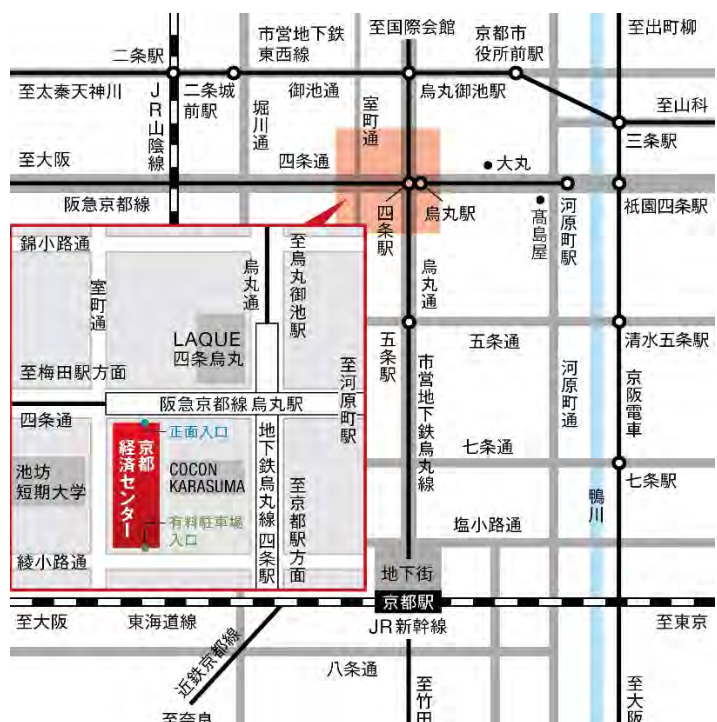 市営地下鉄
東西線
至国際会館
京都市
役所前駅
至出町柳
二条駅
至太秦天神川
二条城
前駅
御池通
烏丸御池駅
至山科
JR山陰線
堀川通
室町通
三条駅
至大阪
四条通
大丸
阪急京都線
四条駅
烏丸駅
髙島屋
河原町駅
祇園四条駅
錦小路通
室町通
烏丸通
至烏丸御池駅
LAQUE
四条烏丸
至梅田駅方面
至河原町駅
阪急京都線 烏丸駅
四条通
正面入口
京都
経済センター
池坊
短期大学
COCON
KARASUMA
地下鉄烏丸線 四条駅
至京都駅方面
有料駐車場
入口
綾小路通
烏丸通
五条駅
五条通
清水五条駅
市営地下鉄烏丸線
河原町通
京阪電車
七条通
七条駅
鴨川
塩小路通
地下街
京都駅
至大阪
東海道線
JR新幹線
至東京
近鉄京都線
八条通
至奈良
至竹田
至大阪